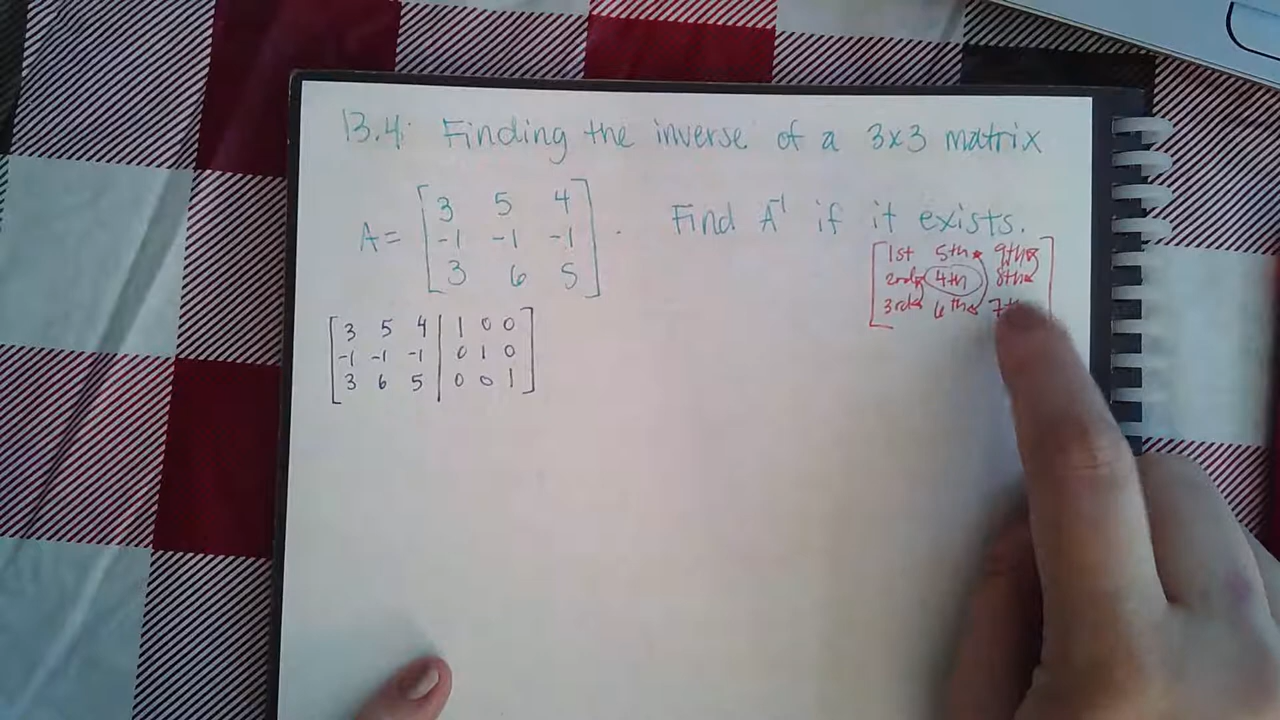 13.4: Finding the inverse of a 3x3 matrix
A = [3 5 4
-1 -1 -1
3 6 5].
Find A⁻¹ if it exists.
[1st 5th 9th
2nd 4th 8th
3rd 6th
[3 5 4 | 1 0 0
-1 -1 -1 | 0 1 0
3 6 5 | 0 0 1]